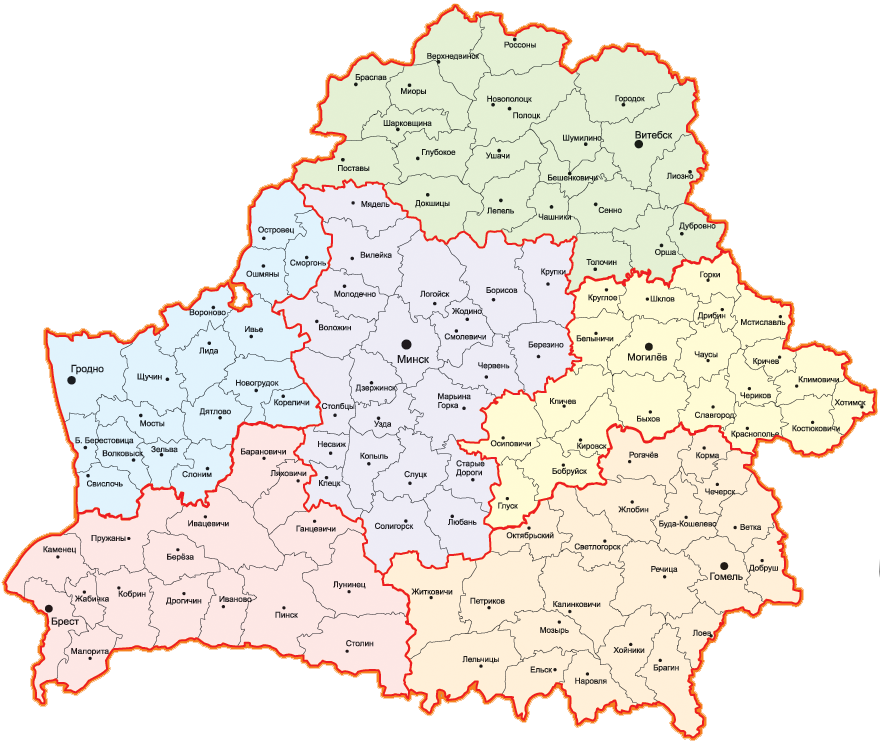 Россоны
Верхнедвинск
Браслав
Миоры
Новополоцк
Полоцк
Городок
Шарковщина
Шумилино
Витебск
Глубокое
Ушачи
Поставы
Бешенковичи
Лиозно
Докшицы
Лепель
Чашники
Сенно
Дубровно
Орша
Толочин
Мядель
Островец
Сморгонь
Ошмяны
Вилейка
Крупки
Молодечно
Логойск
Борисов
Горки
Круглое
Шклов
Вороново
Ивье
Воложин
Жодино
Смолевичи
Дрибин
Мстиславль
Белыничи
Лида
Минск
Березино
Могилёв
Чаусы
Кричев
Гродно
Щучин
Червень
Климовичи
Новогрудок
Дзержинск
Марьина
Горка
Чериков
Кореличи
Столбцы
Кличев
Хотимск
Мосты
Дятлово
Узда
Быхов
Славгород
Костюковичи
Краснополье
Б. Берестовица
Волковыск
Зельва
Несвиж
Осиповичи
Кировск
Барановичи
Копыль
Рогачёв
Корма
Свислочь
Слоним
Ляховичи
Клецк
Слуцк
Старые
Дороги
Бобруйск
Чечерск
Глуск
Жлобин
Ивацевичи
Ганцевичи
Солигорск
Любань
Буда-Кошелево
Ветка
Пружаны
Октябрьский
Светлогорск
Каменец
Берёза
Речица
Гомель
Добруш
Жабинка
Кобрин
Дрогичин
Иваново
Лунинец
Житковичи
Петриков
Калинковичи
Брест
Пинск
Мозырь
Лоев
Малорита
Столин
Хойники
Лельчицы
Ельск
Наровля
Брагин